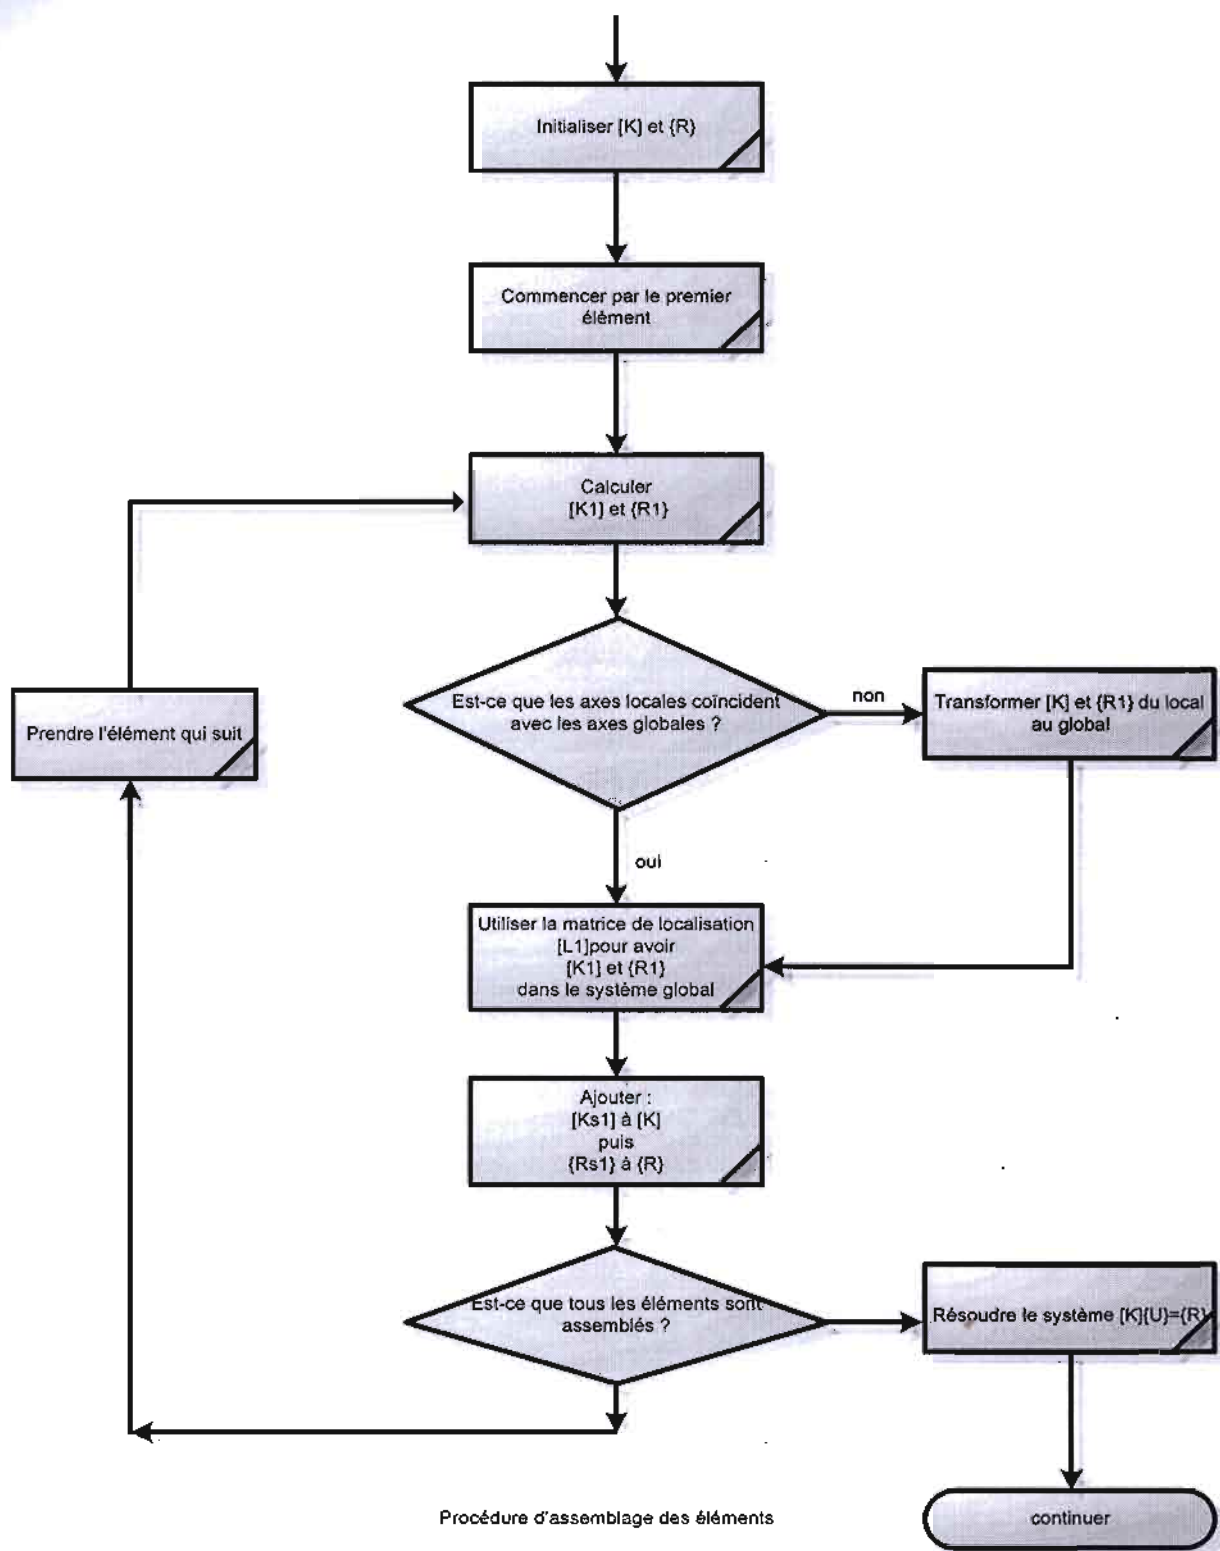 Initialiser [K] et {R}
Commencer par le premier
élément
Calculer
[K1] et {R1}
Est-ce que les axes locales coïncident
avec les axes globales ?
non
Transformer [K] et {R1} du local
au global
Prendre l'élément qui suit
oui
Utiliser la matrice de localisation
[L1]pour avoir
[K1] et {R1}
dans le système global
Ajouter :
[Ks1] à [K]
puis
{Rs1} à {R}
Est-ce que tous les éléments sont
assemblés ?
Résoudre le système [K]{U}={R}
continuer
Procédure d'assemblage des éléments